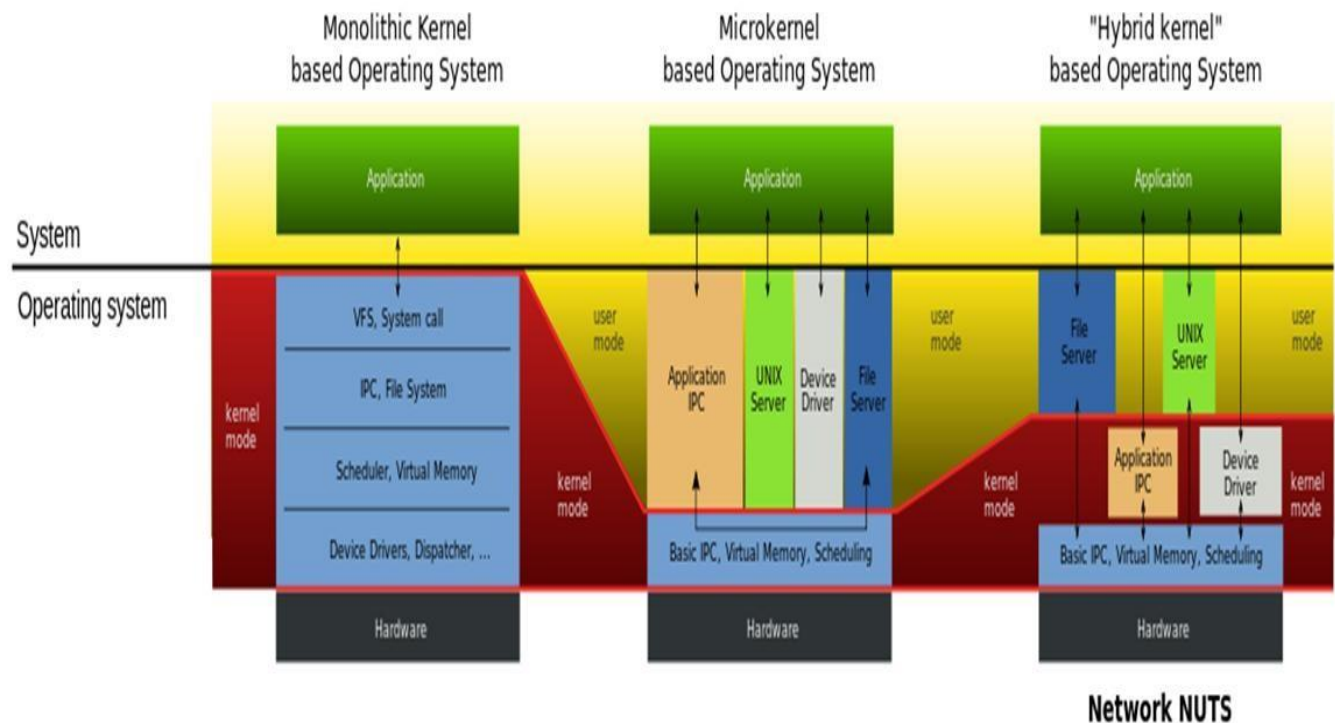 Monolithic Kernel
based Operating System
Microkernel
based Operating System
"Hybrid kernel"
based Operating System
Application
Application
Application
System
Operating system
kernel
mode
VFS, System call
IPC, File System
Scheduler, Virtual Memory
Device Drivers, Dispatcher, ...
Hardware
user
mode
kernel
mode
Application
IPC
UNIX
Server
Device
Driver
File
Server
Basic IPC, Virtual Memory, Scheduling
Hardware
user
mode
kernel
mode
File
Server
UNIX
Server
Application
IPC
Device
Driver
user
mode
kernel
mode
Basic IPC, Virtual Memory, Scheduling
Hardware
Network NUTS